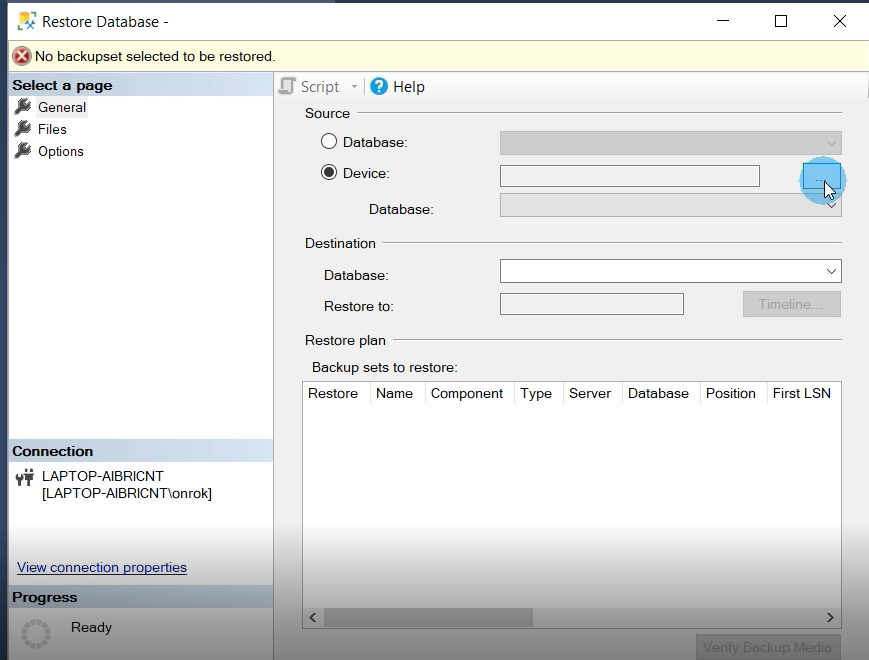 Restore Database -
No backupset selected to be restored.
Select a page
General
Files
Options
Script
Help
Source
Database:
Device:
...
Database:
Destination
Database:
Restore to:
Timeline...
Restore plan
Backup sets to restore:
Restore Name Component Type Server Database Position First LSN
Connection
LAPTOP-AIBRICNT
[LAPTOP-AIBRICNT\onrok]
View connection properties
Progress
Ready
Verify Backup Media